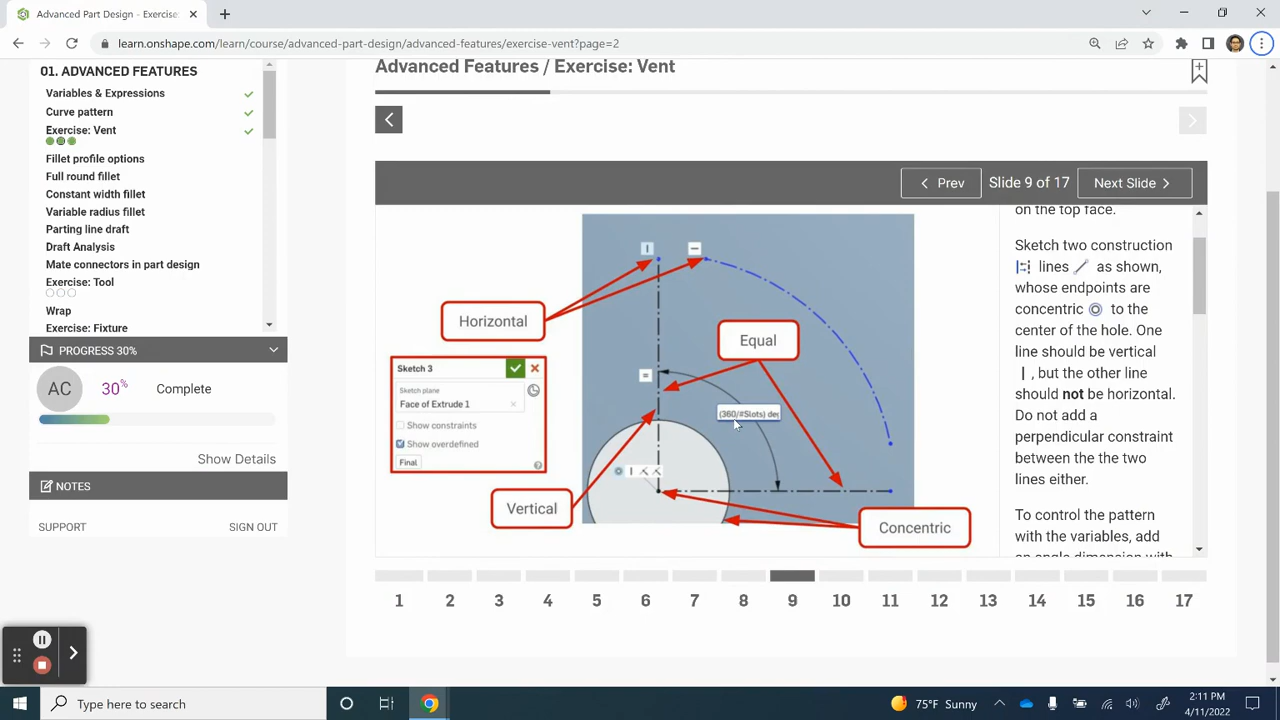 Advanced Part Design - Exercise:
learn.onshape.com/learn/course/advanced-part-design/advanced-features/exercise-vent?page=2
01. ADVANCED FEATURES
Variables & Expressions
Curve pattern
Exercise: Vent
Fillet profile options
Full round fillet
Constant width fillet
Variable radius fillet
Parting line draft
Draft Analysis
Mate connectors in part design
Exercise: Tool
Wrap
Exercise: Fixture
PROGRESS 30%
AC
30%
Complete
Show Details
NOTES
SUPPORT
SIGN OUT
Advanced Features / Exercise: Vent
Prev
Slide 9 of 17
Next Slide
Horizontal
Equal
Sketch 3
Sketch plane
Face of Extrude 1
Show constraints
Show overdefined
Final
(360/#Slots) deg
Vertical
Concentric
on the top face.
Sketch two construction
lines as shown,
whose endpoints are
concentric to the
center of the hole. One
line should be vertical
, but the other line
should not be horizontal.
Do not add a
perpendicular constraint
between the the two
lines either.
To control the pattern
with the variables, add
an angle dimension with
1 2 3 4 5 6 7 8 9 10 11 12 13 14 15 16 17
Type here to search
75°F Sunny
2:11 PM
4/11/2022